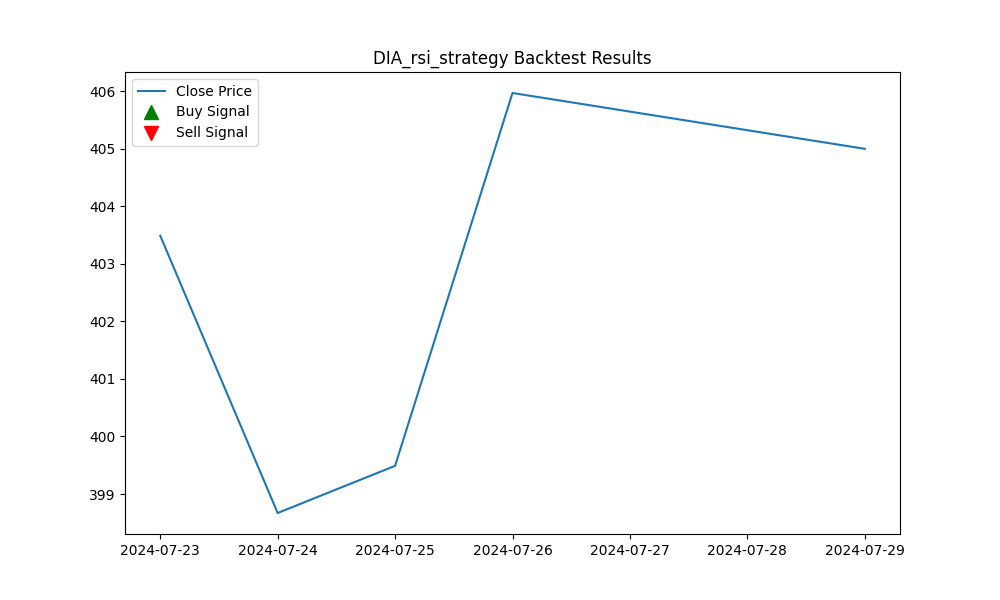 DIA_rsi_strategy Backtest Results
Close Price
Buy Signal
Sell Signal
406
405
404
403
402
401
400
399
2024-07-23 2024-07-24 2024-07-25 2024-07-26 2024-07-27 2024-07-28 2024-07-29